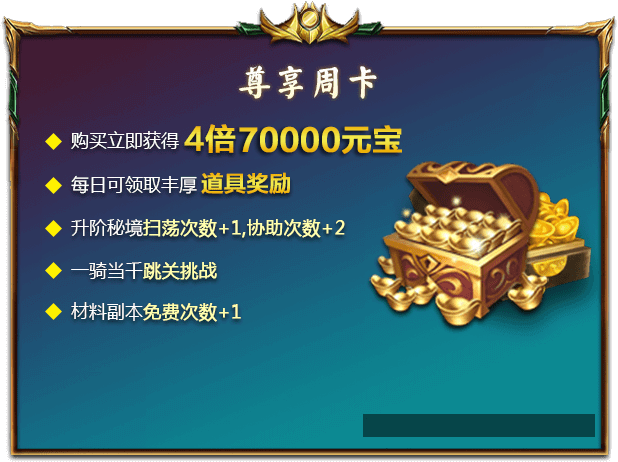 尊享周卡
购买立即获得 4倍70000元宝
每日可领取丰厚 道具奖励
升阶秘境扫荡次数+1,协助次数+2
一骑当千跳关挑战
材料副本免费次数+1